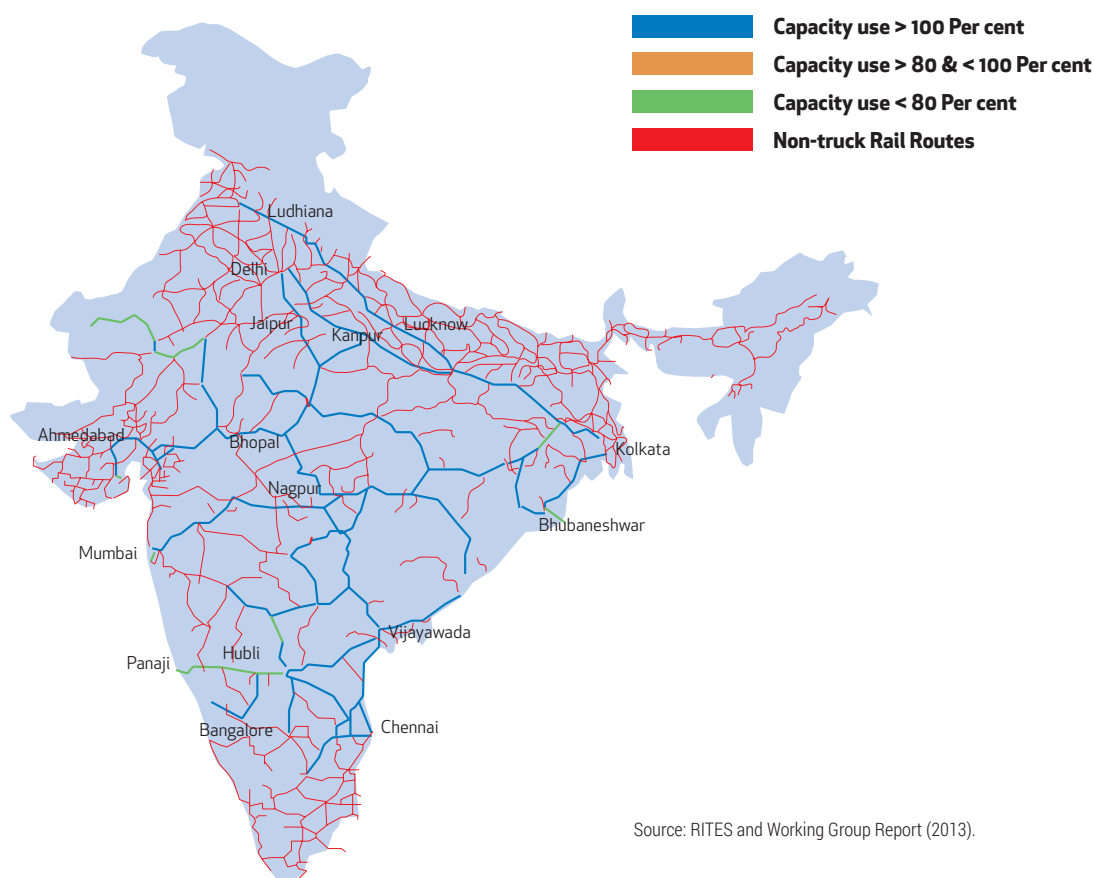 Capacity use > 100 Per cent
Capacity use > 80 & < 100 Per cent
Capacity use < 80 Per cent
Non-truck Rail Routes
Ludhiana
Delhi
Jaipur
Lucknow
Kanpur
Ahmedabad
Bhopal
Kolkata
Nagpur
Bhubaneshwar
Mumbai
Vijayawada
Hubli
Panaji
Bangalore
Chennai
Source: RITES and Working Group Report (2013).